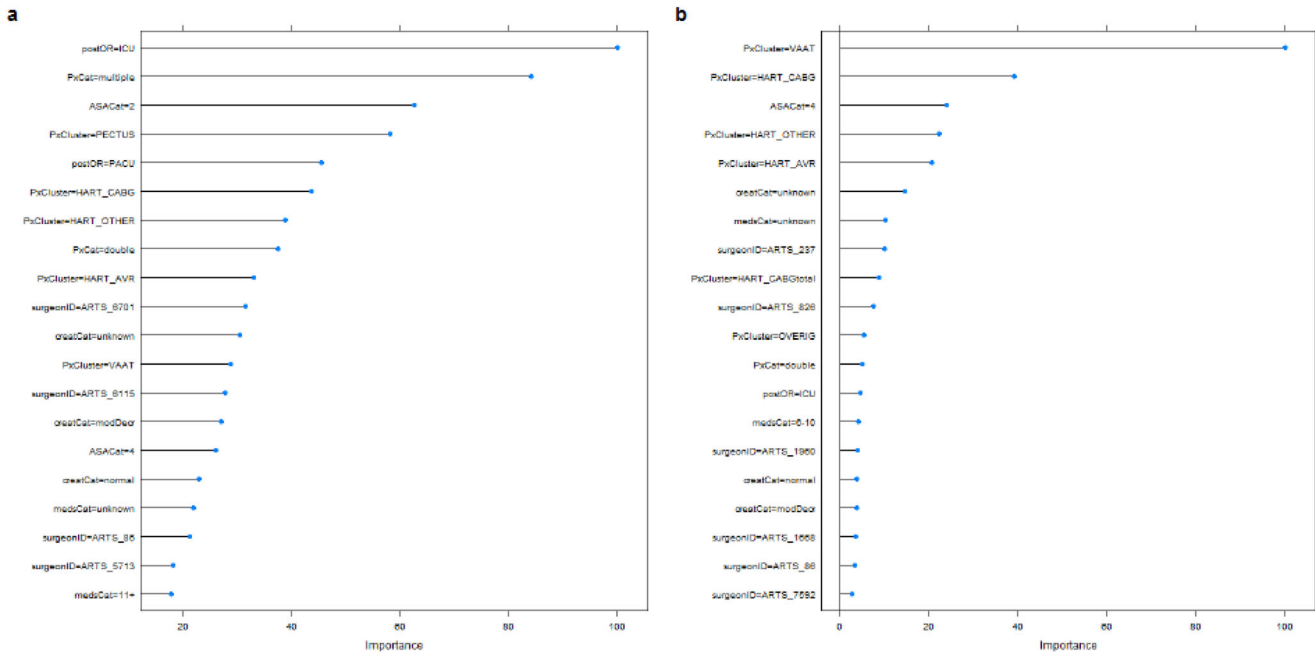 a
postOR=ICU
PxCat=multiple
ASACat=2
PxCluster=PECTUS
postOR=PACU
PxCluster=HART_CABG
PxCluster=HART_OTHER
PxCat=double
PxCluster=HART_AVR
surgeonID=ARTS_6701
creatCat=unknown
PxCluster=VAAT
surgeonID=ARTS_6115
creatCat=modDecr
ASACat=4
creatCat=normal
medsCat=unknown
surgeonID=ARTS_86
surgeonID=ARTS_5713
medsCat=11+
20 40 60 80 100
Importance
b
PxCluster=VAAT
PxCluster=HART_CABG
ASACat=4
PxCluster=HART_OTHER
PxCluster=HART_AVR
creatCat=unknown
medsCat=unknown
surgeonID=ARTS_237
PxCluster=HART_CABGtotal
surgeonID=ARTS_826
PxCluster=OVERIG
PxCat=double
postOR=ICU
medsCat=6-10
surgeonID=ARTS_1980
creatCat=normal
creatCat=modDecr
surgeonID=ARTS_1668
surgeonID=ARTS_86
surgeonID=ARTS_7592
0 20 40 60 80 100
Importance